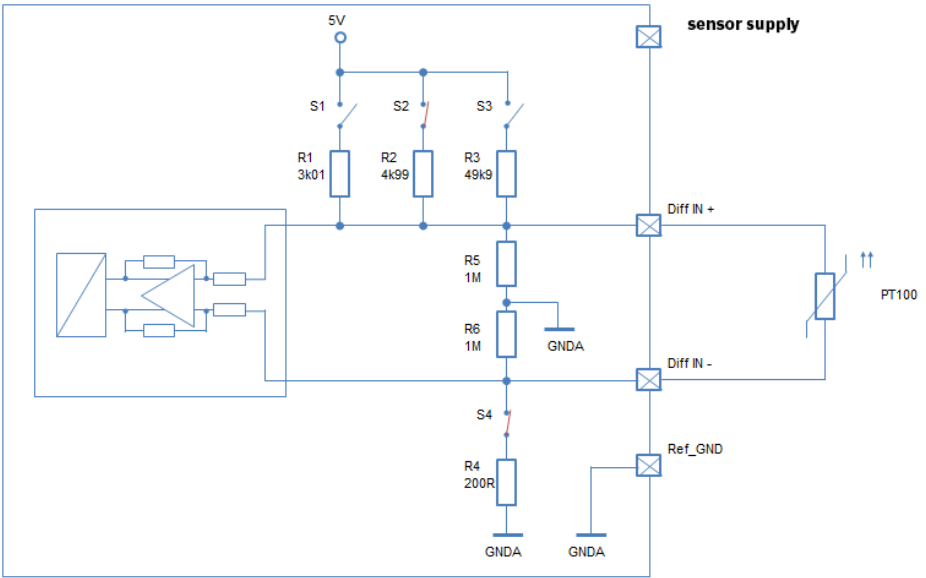 5V
sensor supply
S1
S2
S3
R1
3k01
R2
4k99
R3
49k9
Diff IN +
R5
1M
PT100
R6
1M
GNDA
Diff IN -
S4
Ref_GND
R4
200R
GNDA
GNDA